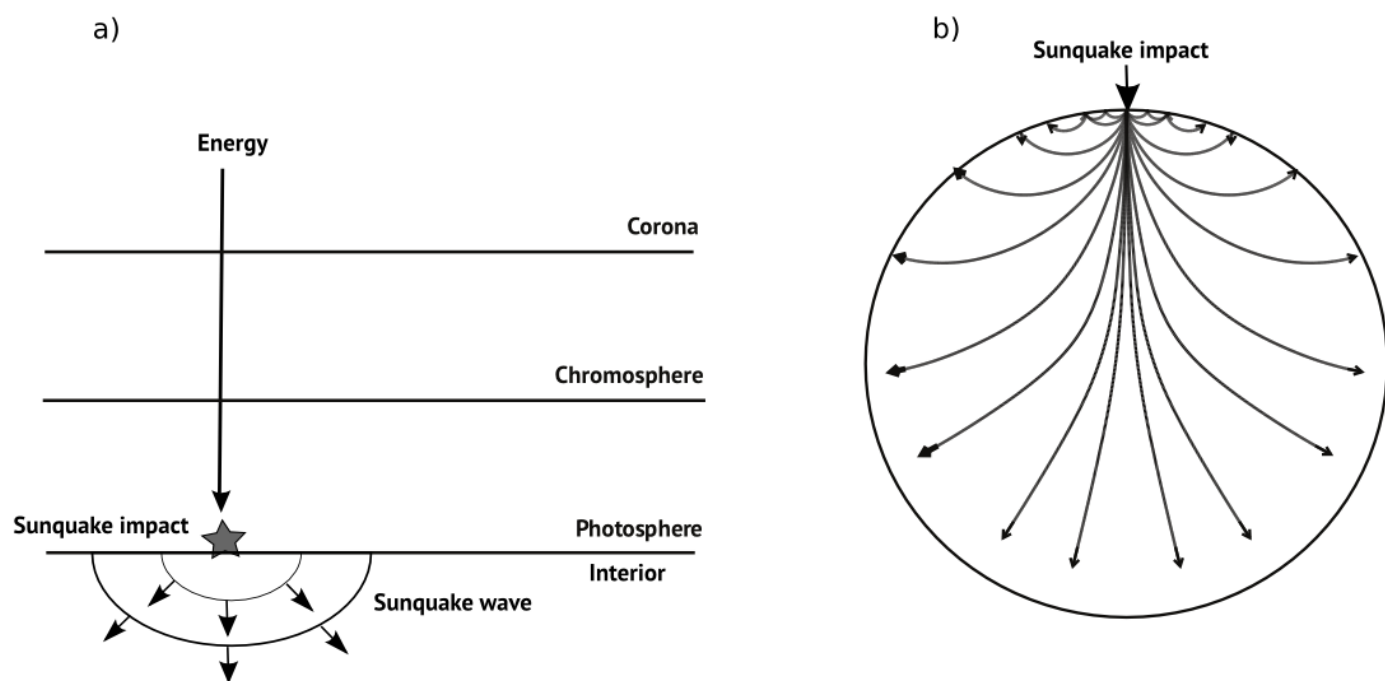 a)
Energy
Corona
Chromosphere
Sunquake impact
Photosphere
Interior
Sunquake wave
b)
Sunquake impact